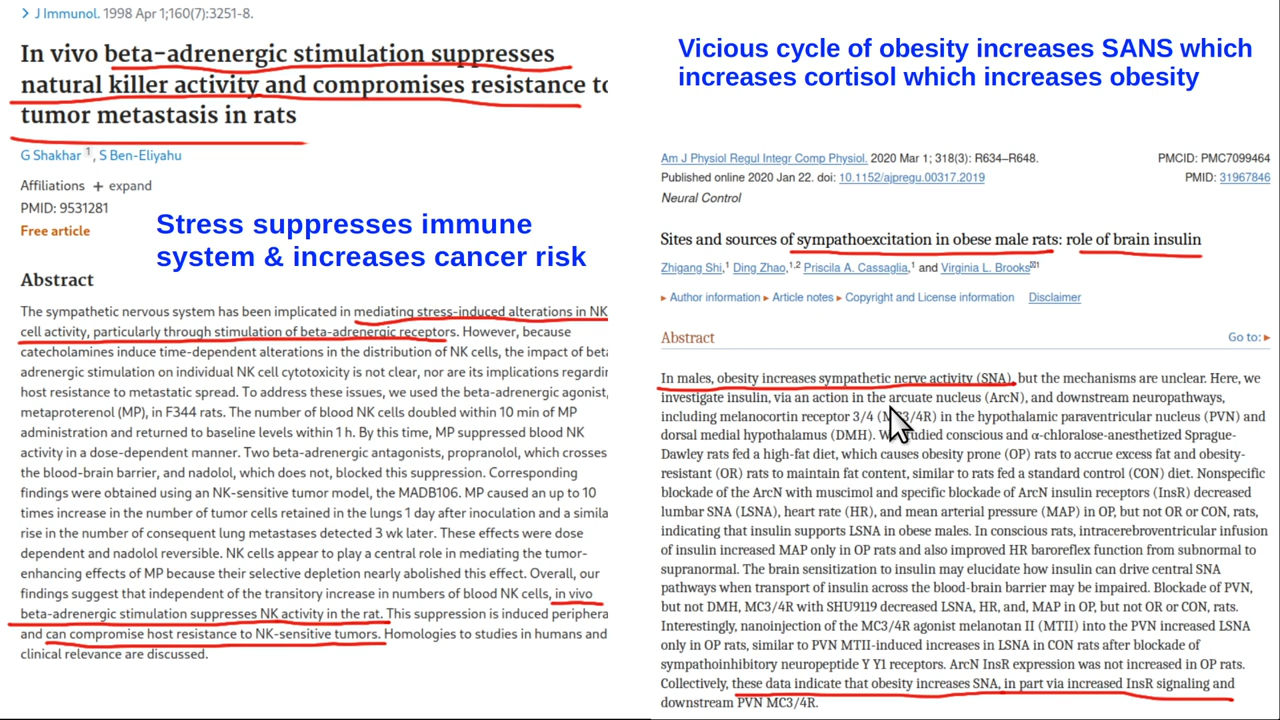 J Immunol. 1998 Apr 1;160(7):3251-8.
In vivo beta-adrenergic stimulation suppresses
natural killer activity and compromises resistance to
tumor metastasis in rats
G Shakhar 1, S Ben-Eliyahu
Affiliations + expand
PMID: 9531281
Free article
Stress suppresses immune
system & increases cancer risk
Abstract
The sympathetic nervous system has been implicated in mediating stress-induced alterations in NK
cell activity, particularly through stimulation of beta-adrenergic receptors. However, because
catecholamines induce time-dependent alterations in the distribution of NK cells, the impact of beta
adrenergic stimulation on individual NK cell cytotoxicity is not clear, nor are its implications regardin
host resistance to metastatic spread. To address these issues, we used the beta-adrenergic agonist,
metaproterenol (MP), in F344 rats. The number of blood NK cells doubled within 10 min of MP
administration and returned to baseline levels within 1 h. By this time, MP suppressed blood NK
activity in a dose-dependent manner. Two beta-adrenergic antagonists, propranolol, which crosses
the blood-brain barrier, and nadolol, which does not, blocked this suppression. Corresponding
findings were obtained using an NK-sensitive tumor model, the MADB106. MP caused an up to 10
times increase in the number of tumor cells retained in the lungs 1 day after inoculation and a simila
rise in the number of consequent lung metastases detected 3 wk later. These effects were dose
dependent and nadolol reversible. NK cells appear to play a central role in mediating the tumor-
enhancing effects of MP because their selective depletion nearly abolished this effect. Overall, our
findings suggest that independent of the transitory increase in numbers of blood NK cells, in vivo
beta-adrenergic stimulation suppresses NK activity in the rat. This suppression is induced periphera
and can compromise host resistance to NK-sensitive tumors. Homologies to studies in humans and
clinical relevance are discussed.
Vicious cycle of obesity increases SANS which
increases cortisol which increases obesity
Am J Physiol Regul Integr Comp Physiol. 2020 Mar 1; 318(3): R634–R648.
PMCID: PMC7099464
Published online 2020 Jan 22. doi: 10.1152/ajpregu.00317.2019
PMID: 31967846
Neural Control
Sites and sources of sympathoexcitation in obese male rats: role of brain insulin
Zhigang Shi,1 Ding Zhao,1,2 Priscila A. Cassaglia,1 and Virginia L. Brooks✉1
▸ Author information ▸ Article notes ▸ Copyright and License information Disclaimer
Abstract
Go to: ▸
In males, obesity increases sympathetic nerve activity (SNA), but the mechanisms are unclear. Here, we
investigate insulin, via an action in the arcuate nucleus (ArcN), and downstream neuropathways,
including melanocortin receptor 3/4 (MC3/4R) in the hypothalamic paraventricular nucleus (PVN) and
dorsal medial hypothalamus (DMH). We studied conscious and α-chloralose-anesthetized Sprague-
Dawley rats fed a high-fat diet, which causes obesity prone (OP) rats to accrue excess fat and obesity-
resistant (OR) rats to maintain fat content, similar to rats fed a standard control (CON) diet. Nonspecific
blockade of the ArcN with muscimol and specific blockade of ArcN insulin receptors (InsR) decreased
lumbar SNA (LSNA), heart rate (HR), and mean arterial pressure (MAP) in OP, but not OR or CON, rats,
indicating that insulin supports LSNA in obese males. In conscious rats, intracerebroventricular infusion
of insulin increased MAP only in OP rats and also improved HR baroreflex function from subnormal to
supranormal. The brain sensitization to insulin may elucidate how insulin can drive central SNA
pathways when transport of insulin across the blood-brain barrier may be impaired. Blockade of PVN,
but not DMH, MC3/4R with SHU9119 decreased LSNA, HR, and, MAP in OP, but not OR or CON, rats.
Interestingly, nanoinjection of the MC3/4R agonist melanotan II (MTII) into the PVN increased LSNA
only in OP rats, similar to PVN MTII-induced increases in LSNA in CON rats after blockade of
sympathoinhibitory neuropeptide Y Y1 receptors. ArcN InsR expression was not increased in OP rats.
Collectively, these data indicate that obesity increases SNA, in part via increased InsR signaling and
downstream PVN MC3/4R.